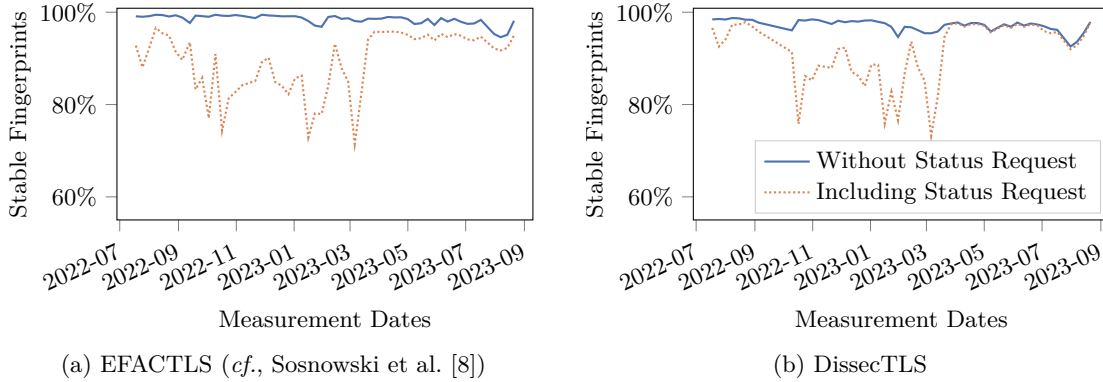 100%
80%
60%
Stable Fingerprints
2022-07
2022-09
2022-11
2023-01
2023-03
2023-05
2023-07
2023-09
Measurement Dates
(a) EFACTLS (cf., Sosnowski et al. [8])
100%
80%
60%
Stable Fingerprints
Without Status Request
Including Status Request
2022-07
2022-09
2022-11
2023-01
2023-03
2023-05
2023-07
2023-09
Measurement Dates
(b) DissecTLS